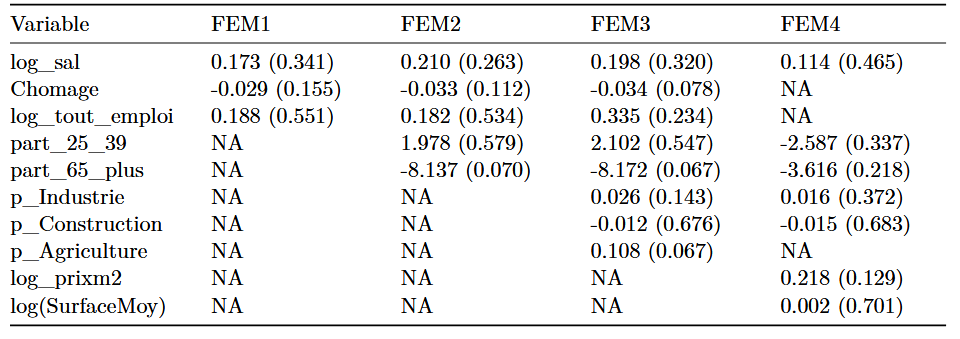 Variable FEM1 FEM2 FEM3 FEM4
log_sal 0.173 (0.341) 0.210 (0.263) 0.198 (0.320) 0.114 (0.465)
Chomage -0.029 (0.155) -0.033 (0.112) -0.034 (0.078) NA
log_tout_emploi 0.188 (0.551) 0.182 (0.534) 0.335 (0.234) NA
part_25_39 NA 1.978 (0.579) 2.102 (0.547) -2.587 (0.337)
part_65_plus NA -8.137 (0.070) -8.172 (0.067) -3.616 (0.218)
p_Industrie NA NA 0.026 (0.143) 0.016 (0.372)
p_Construction NA NA -0.012 (0.676) -0.015 (0.683)
p_Agriculture NA NA 0.108 (0.067) NA
log_prixm2 NA NA NA 0.218 (0.129)
log(SurfaceMoy) NA NA NA 0.002 (0.701)